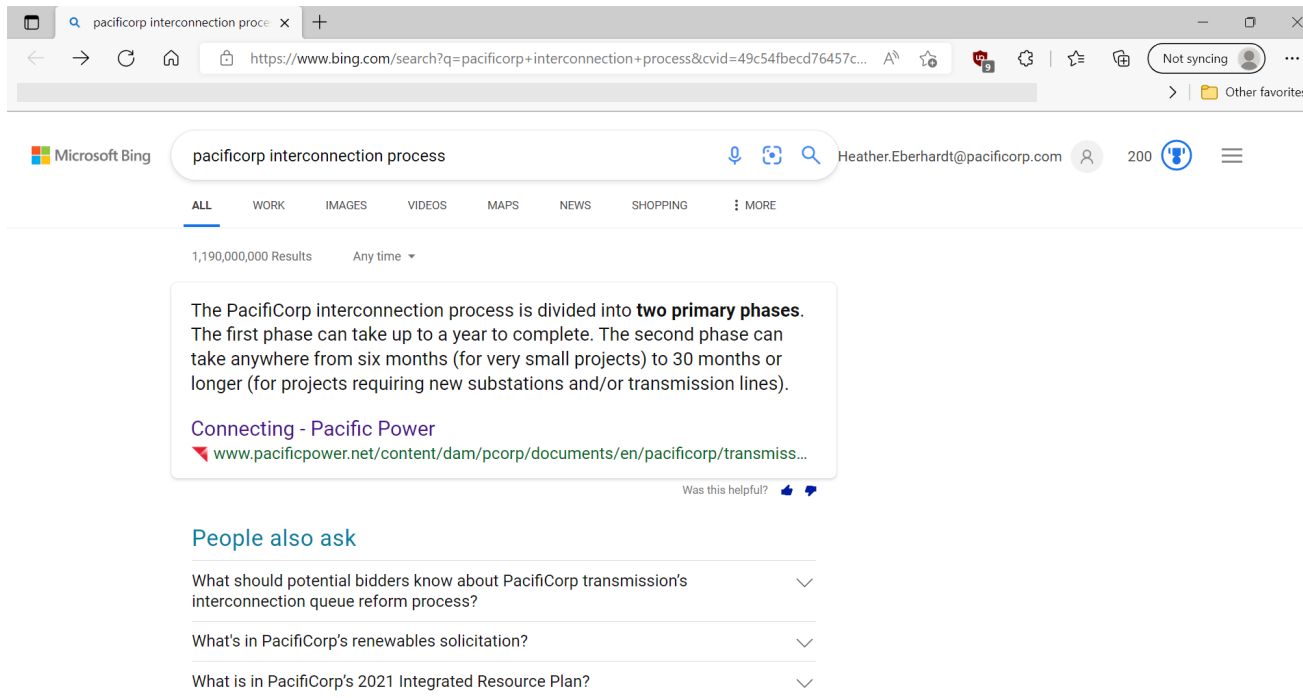 pacificorp interconnection proce
https://www.bing.com/search?q=pacificorp+interconnection+process&cvid=49c54fbecd76457c...
9
Not syncing
Other favorites
Microsoft Bing
pacificorp interconnection process
Heather.Eberhardt@pacificorp.com
200
ALL WORK IMAGES VIDEOS MAPS NEWS SHOPPING MORE
1,190,000,000 Results Any time
The PacifiCorp interconnection process is divided into two primary phases.
The first phase can take up to a year to complete. The second phase can
take anywhere from six months (for very small projects) to 30 months or
longer (for projects requiring new substations and/or transmission lines).
Connecting - Pacific Power
www.pacificpower.net/content/dam/pcorp/documents/en/pacificorp/transmiss...
Was this helpful?
People also ask
What should potential bidders know about PacifiCorp transmission's
interconnection queue reform process?
What's in PacifiCorp's renewables solicitation?
What is in PacifiCorp's 2021 Integrated Resource Plan?